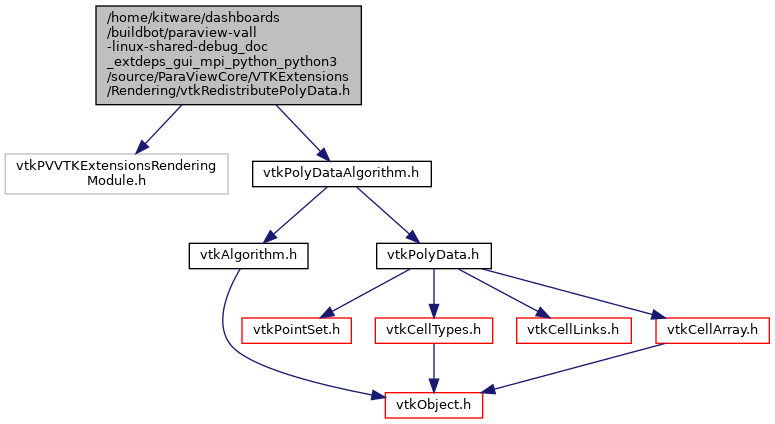 /home/kitware/dashboards
/buildbot/paraview-vall
-linux-shared-debug_doc
_extdeps_gui_mpi_python_python3
/source/ParaViewCore/VTKExtensions
/Rendering/vtkRedistributePolyData.h
vtkPVVTKExtensionsRendering
Module.h
vtkPolyDataAlgorithm.h
vtkAlgorithm.h
vtkPolyData.h
vtkPointSet.h
vtkCellTypes.h
vtkCellLinks.h
vtkCellArray.h
vtkObject.h